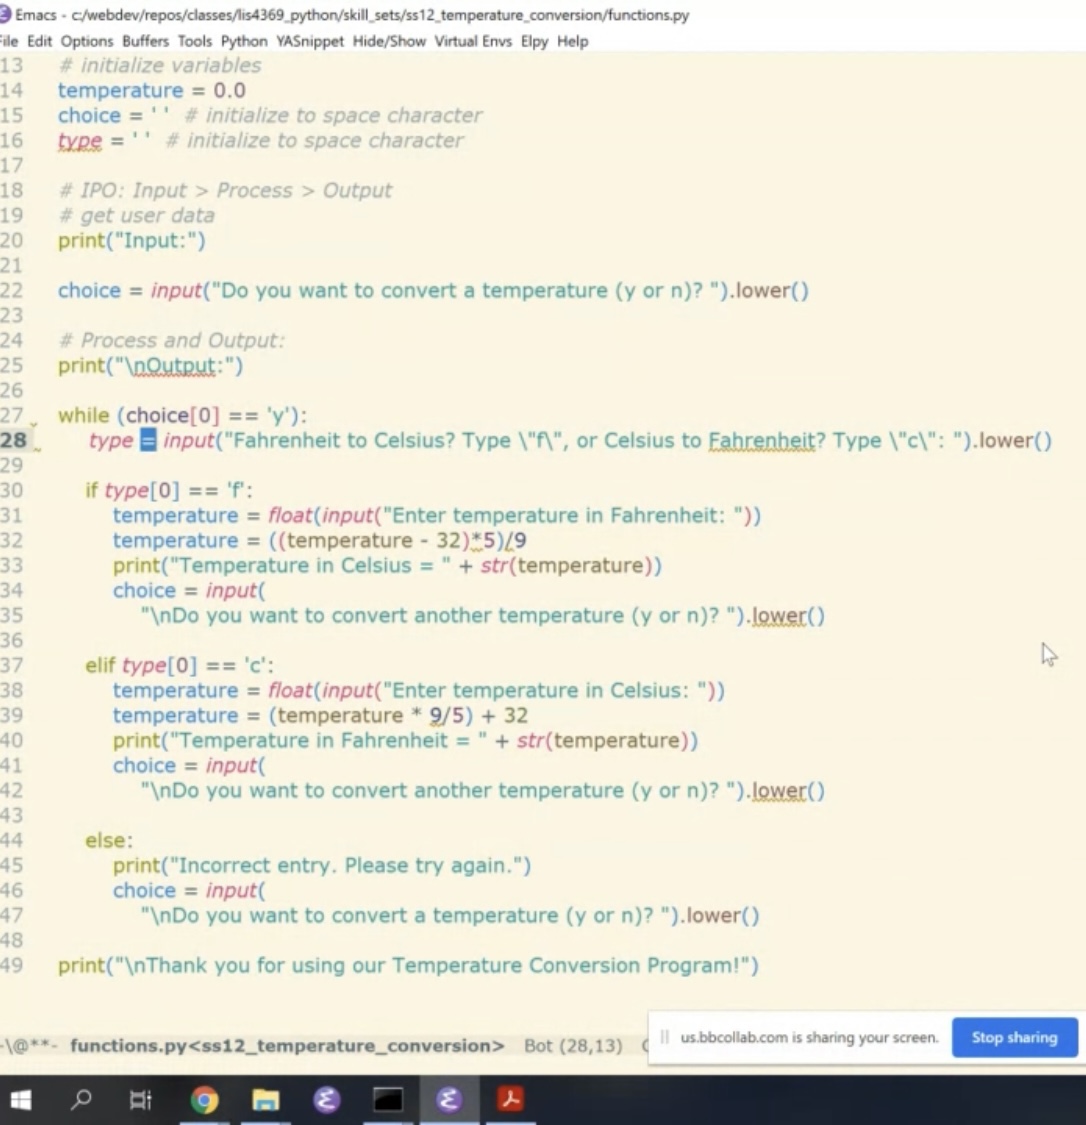 Emacs - c:/webdev/repos/classes/lis4369_python/skill_sets/ss12_temperature_conversion/functions.py
File Edit Options Buffers Tools Python YASnippet Hide/Show Virtual Envs Elpy Help
13 # initialize variables
14 temperature = 0.0
15 choice = ' ' # initialize to space character
16 type = ' ' # initialize to space character
17
18 # IPO: Input > Process > Output
19 # get user data
20 print("Input:")
21
22 choice = input("Do you want to convert a temperature (y or n)? ").lower()
23
24 # Process and Output:
25 print("\nOutput:")
26
27 while (choice[0] == 'y'):
28 type = input("Fahrenheit to Celsius? Type \"f\", or Celsius to Fahrenheit? Type \"c\": ").lower()
29
30 if type[0] == 'f':
31 temperature = float(input("Enter temperature in Fahrenheit: "))
32 temperature = ((temperature - 32)*5)/9
33 print("Temperature in Celsius = " + str(temperature))
34 choice = input(
35 "\nDo you want to convert another temperature (y or n)? ").lower()
36
37 elif type[0] == 'c':
38 temperature = float(input("Enter temperature in Celsius: "))
39 temperature = (temperature * 9/5) + 32
40 print("Temperature in Fahrenheit = " + str(temperature))
41 choice = input(
42 "\nDo you want to convert another temperature (y or n)? ").lower()
43
44 else:
45 print("Incorrect entry. Please try again.")
46 choice = input(
47 "\nDo you want to convert a temperature (y or n)? ").lower()
48
49 print("\nThank you for using our Temperature Conversion Program!")
-\@**- functions.py<ss12_temperature_conversion> Bot (28,13)
us.bbcollab.com is sharing your screen. Stop sharing